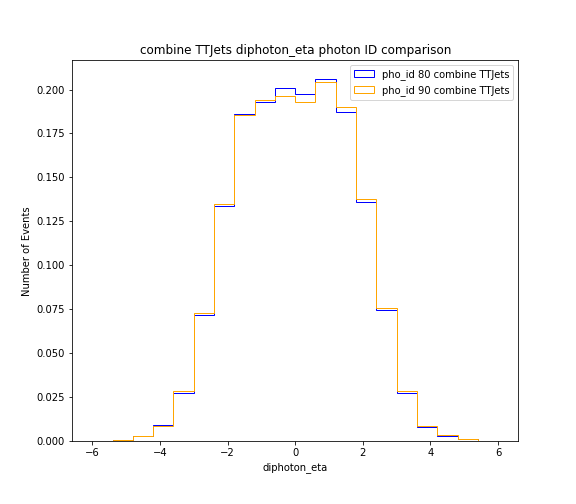 combine TTJets diphoton_eta photon ID comparison
pho_id 80 combine TTJets
pho_id 90 combine TTJets
Number of Events
0.200
0.175
0.150
0.125
0.100
0.075
0.050
0.025
0.000
−6 −4 −2 0 2 4 6
diphoton_eta